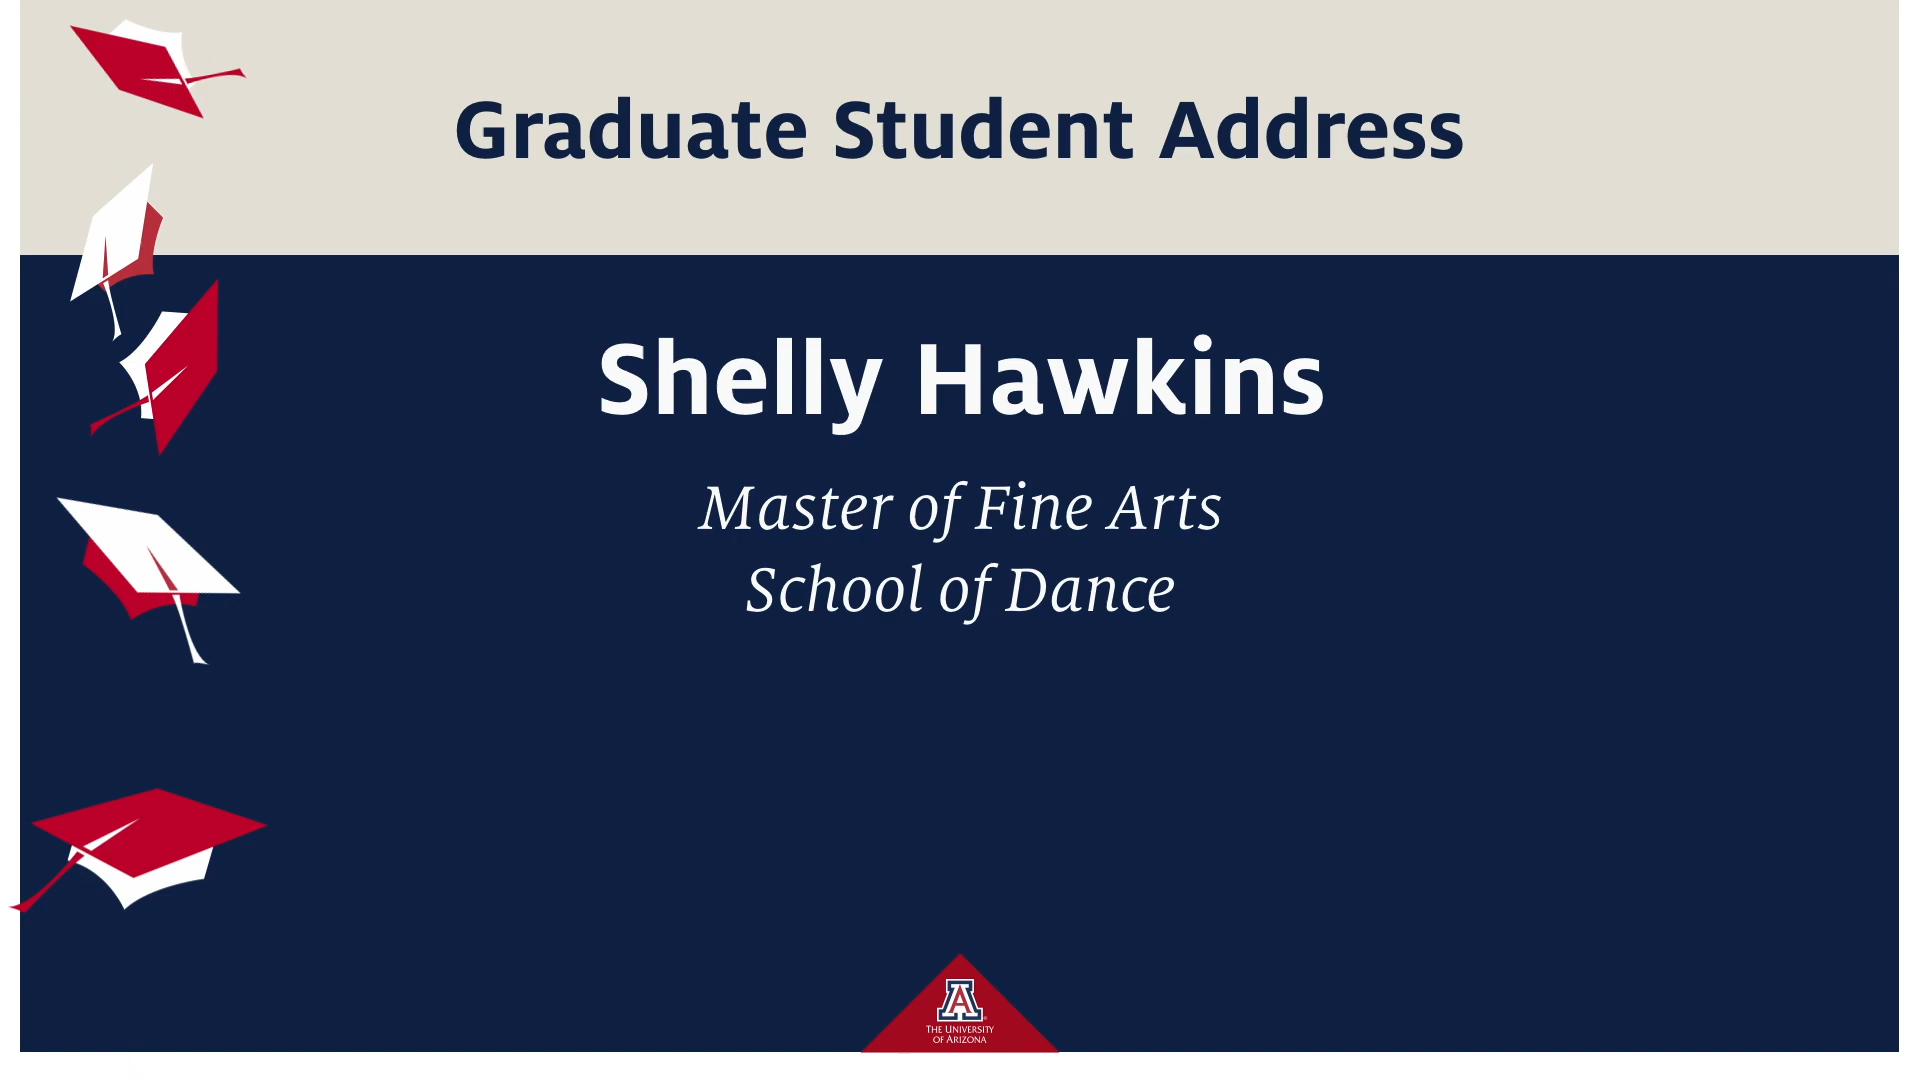 Graduate Student Address
Shelly Hawkins
Master of Fine Arts
School of Dance
A
THE UNIVERSITY
OF ARIZONA